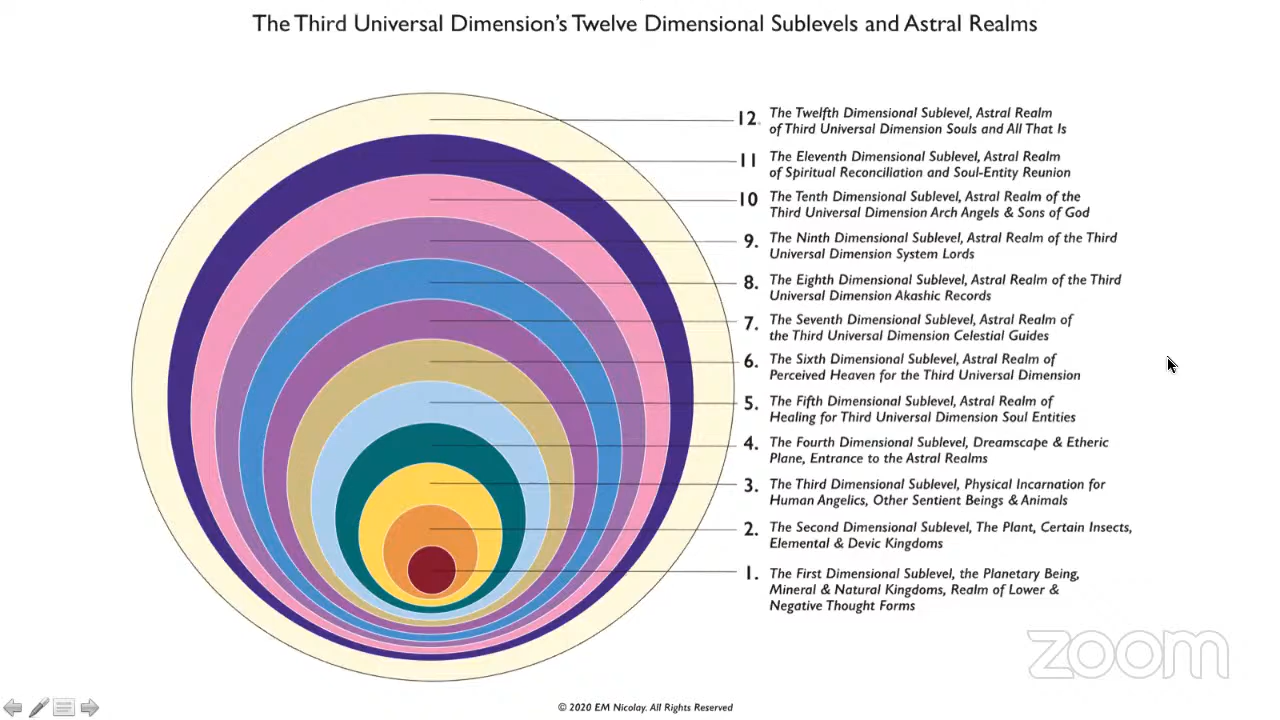 The Third Universal Dimension's Twelve Dimensional Sublevels and Astral Realms
12. The Twelfth Dimensional Sublevel, Astral Realm
of Third Universal Dimension Souls and All That Is
11 The Eleventh Dimensional Sublevel, Astral Realm
of Spiritual Reconciliation and Soul-Entity Reunion
10 The Tenth Dimensional Sublevel, Astral Realm of the
Third Universal Dimension Arch Angels & Sons of God
9. The Ninth Dimensional Sublevel, Astral Realm of the Third
Universal Dimension System Lords
8. The Eighth Dimensional Sublevel, Astral Realm of the Third
Universal Dimension Akashic Records
7. The Seventh Dimensional Sublevel, Astral Realm of
the Third Universal Dimension Celestial Guides
6. The Sixth Dimensional Sublevel, Astral Realm of
Perceived Heaven for the Third Universal Dimension
5. The Fifth Dimensional Sublevel, Astral Realm of
Healing for Third Universal Dimension Soul Entities
4. The Fourth Dimensional Sublevel, Dreamscape & Etheric
Plane, Entrance to the Astral Realms
3. The Third Dimensional Sublevel, Physical Incarnation for
Human Angelics, Other Sentient Beings & Animals
2. The Second Dimensional Sublevel, The Plant, Certain Insects,
Elemental & Devic Kingdoms
1. The First Dimensional Sublevel, the Planetary Being,
Mineral & Natural Kingdoms, Realm of Lower &
Negative Thought Forms
zoom
© 2020 EM Nicolay. All Rights Reserved